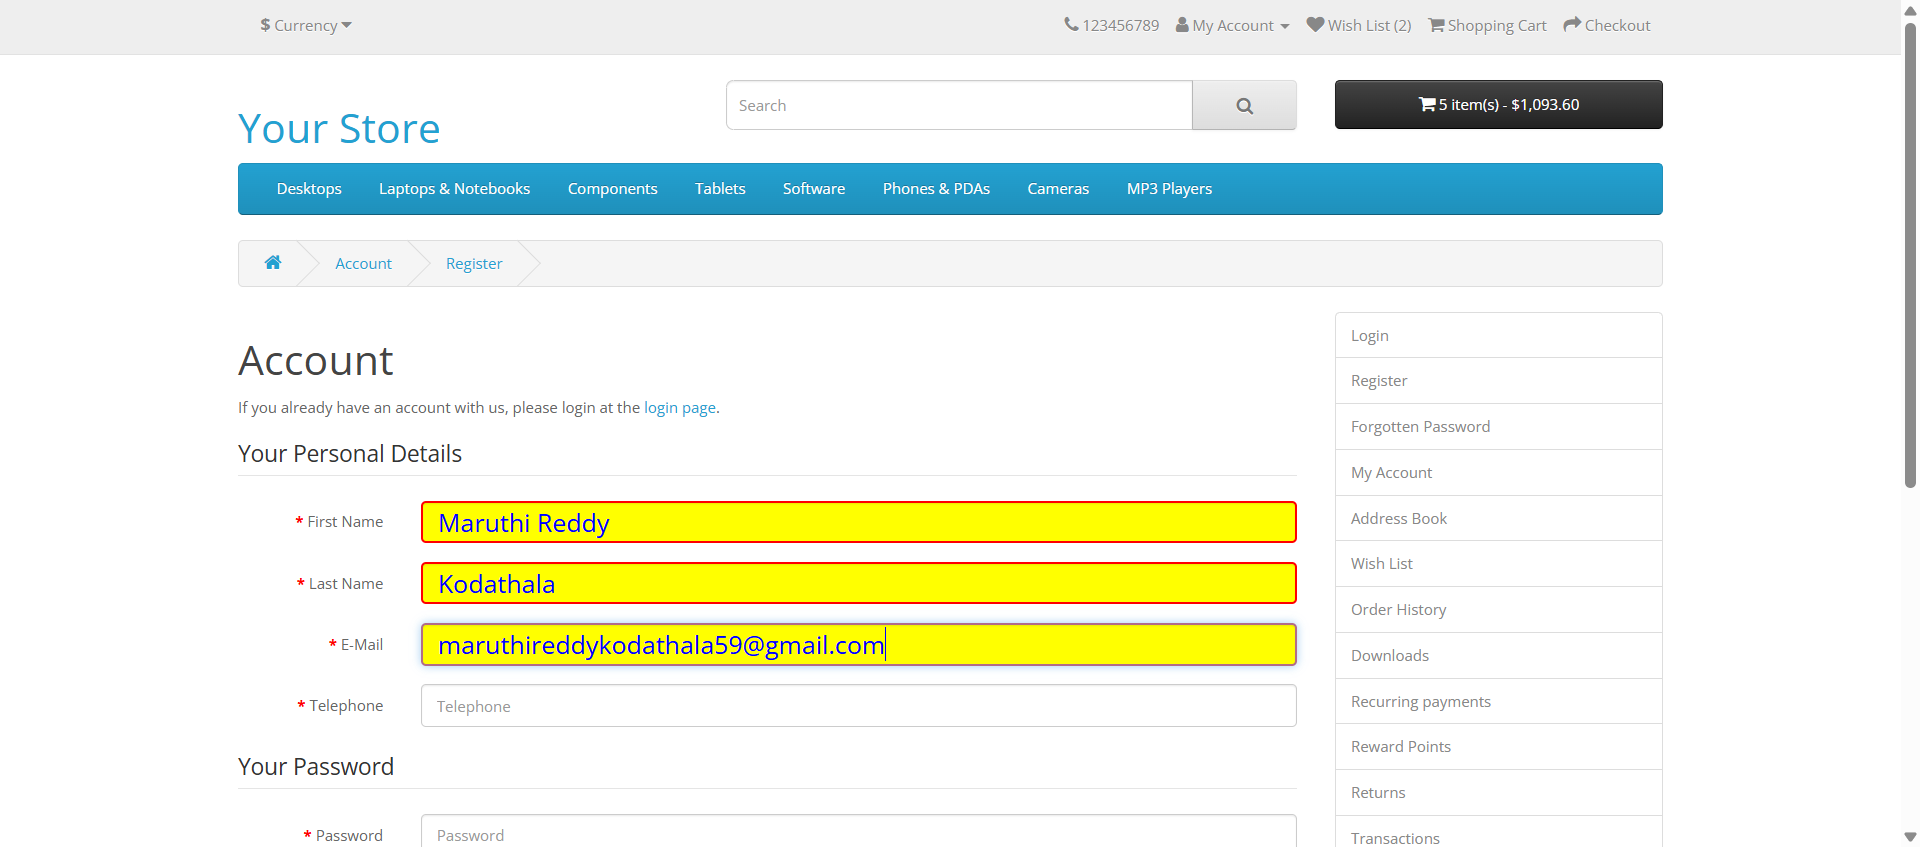 $ Currency
123456789 My Account Wish List (2) Shopping Cart Checkout
Search
5 item(s) - $1,093.60
Your Store
Desktops Laptops & Notebooks Components Tablets Software Phones & PDAs Cameras MP3 Players
Account Register
Account
If you already have an account with us, please login at the login page.
Your Personal Details
* First Name Maruthi Reddy
* Last Name Kodathala
* E-Mail maruthireddykodathala59@gmail.com
* Telephone Telephone
Your Password
* Password Password
Login
Register
Forgotten Password
My Account
Address Book
Wish List
Order History
Downloads
Recurring payments
Reward Points
Returns
Transactions